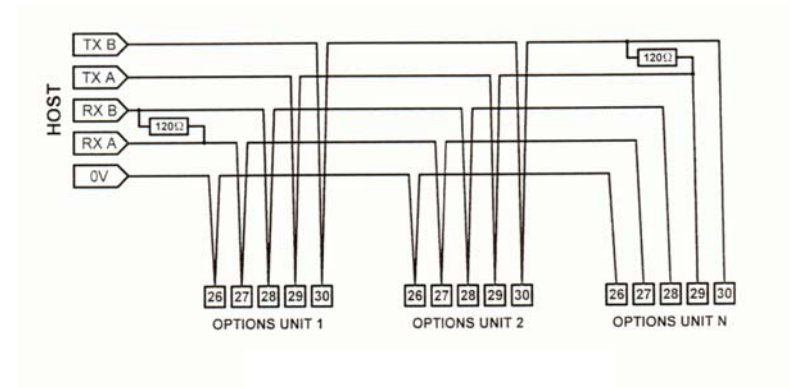 HOST
TX B
TX A
RX B
RX A
0V
120Ω
120Ω
26 27 28 29 30
26 27 28 29 30
26 27 28 29 30
OPTIONS UNIT 1
OPTIONS UNIT 2
OPTIONS UNIT N